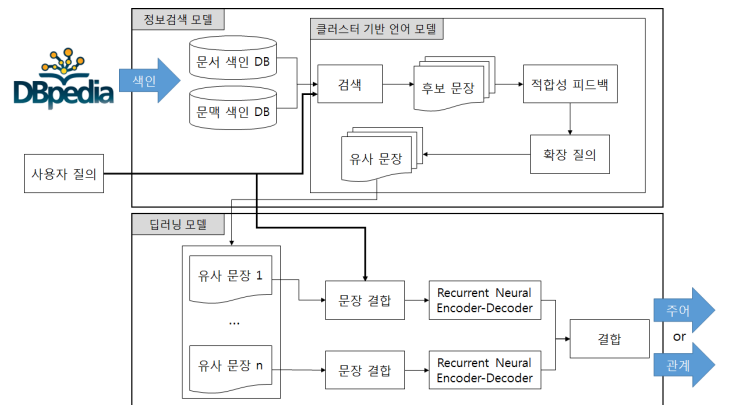 정보검색 모델
클러스터 기반 언어 모델
DBpedia
색인
문서 색인 DB
문맥 색인 DB
검색
후보 문장
적합성 피드백
유사 문장
확장 질의
사용자 질의
딥러닝 모델
유사 문장 1
...
유사 문장 n
문장 결합
Recurrent Neural
Encoder-Decoder
문장 결합
Recurrent Neural
Encoder-Decoder
결합
주어
or
관계